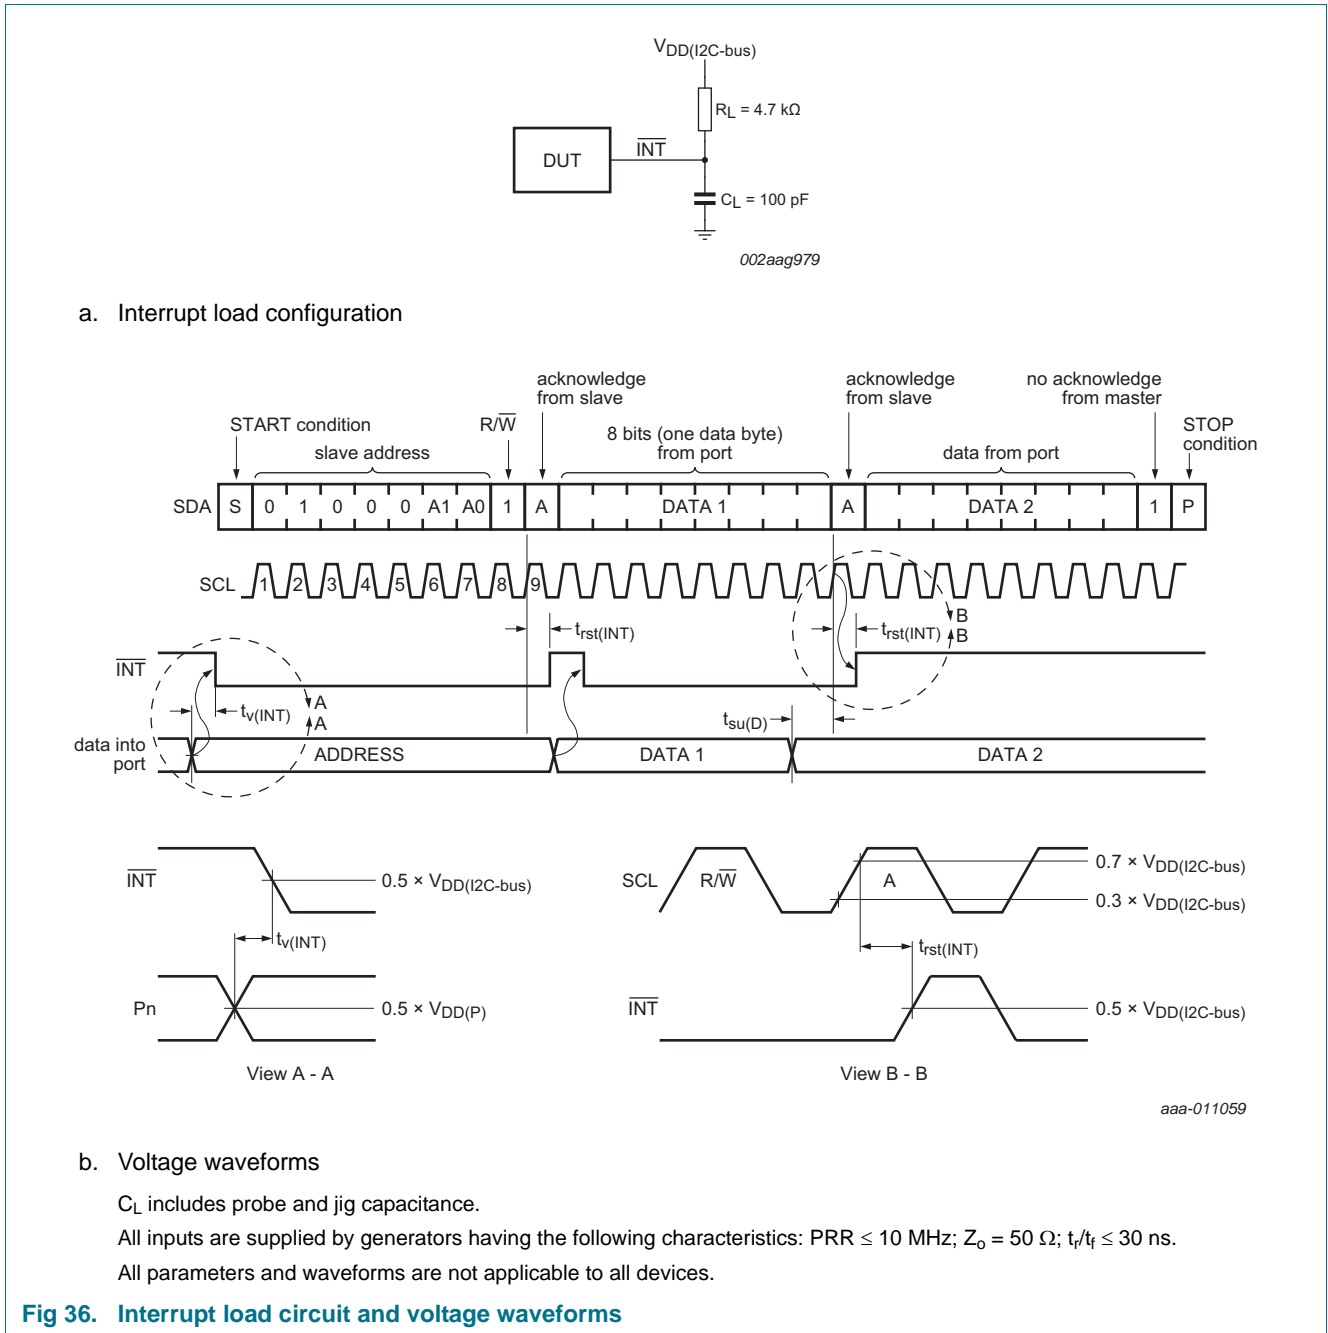 VDD(I2C-bus)
RL = 4.7 kΩ
DUT
INT
CL = 100 pF
002aag979
a. Interrupt load configuration
acknowledge
from slave
acknowledge
from slave
no acknowledge
from master
START condition
R/W
8 bits (one data byte)
from port
STOP
condition
slave address
data from port
SDA S 0 1 0 0 0 A1 A0 1 A DATA 1 A DATA 2 1 P
SCL 1 2 3 4 5 6 7 8 9
B
B
trst(INT)
trst(INT)
INT
A
A
tv(INT)
tsu(D)
data into
port
ADDRESS DATA 1 DATA 2
INT
0.5 × VDD(I2C-bus)
tv(INT)
Pn
0.5 × VDD(P)
View A - A
SCL R/W A
0.7 × VDD(I2C-bus)
0.3 × VDD(I2C-bus)
trst(INT)
INT
0.5 × VDD(I2C-bus)
View B - B
aaa-011059
b. Voltage waveforms
CL includes probe and jig capacitance.
All inputs are supplied by generators having the following characteristics: PRR ≤ 10 MHz; Zo = 50 Ω; tr/tf ≤ 30 ns.
All parameters and waveforms are not applicable to all devices.
Fig 36. Interrupt load circuit and voltage waveforms